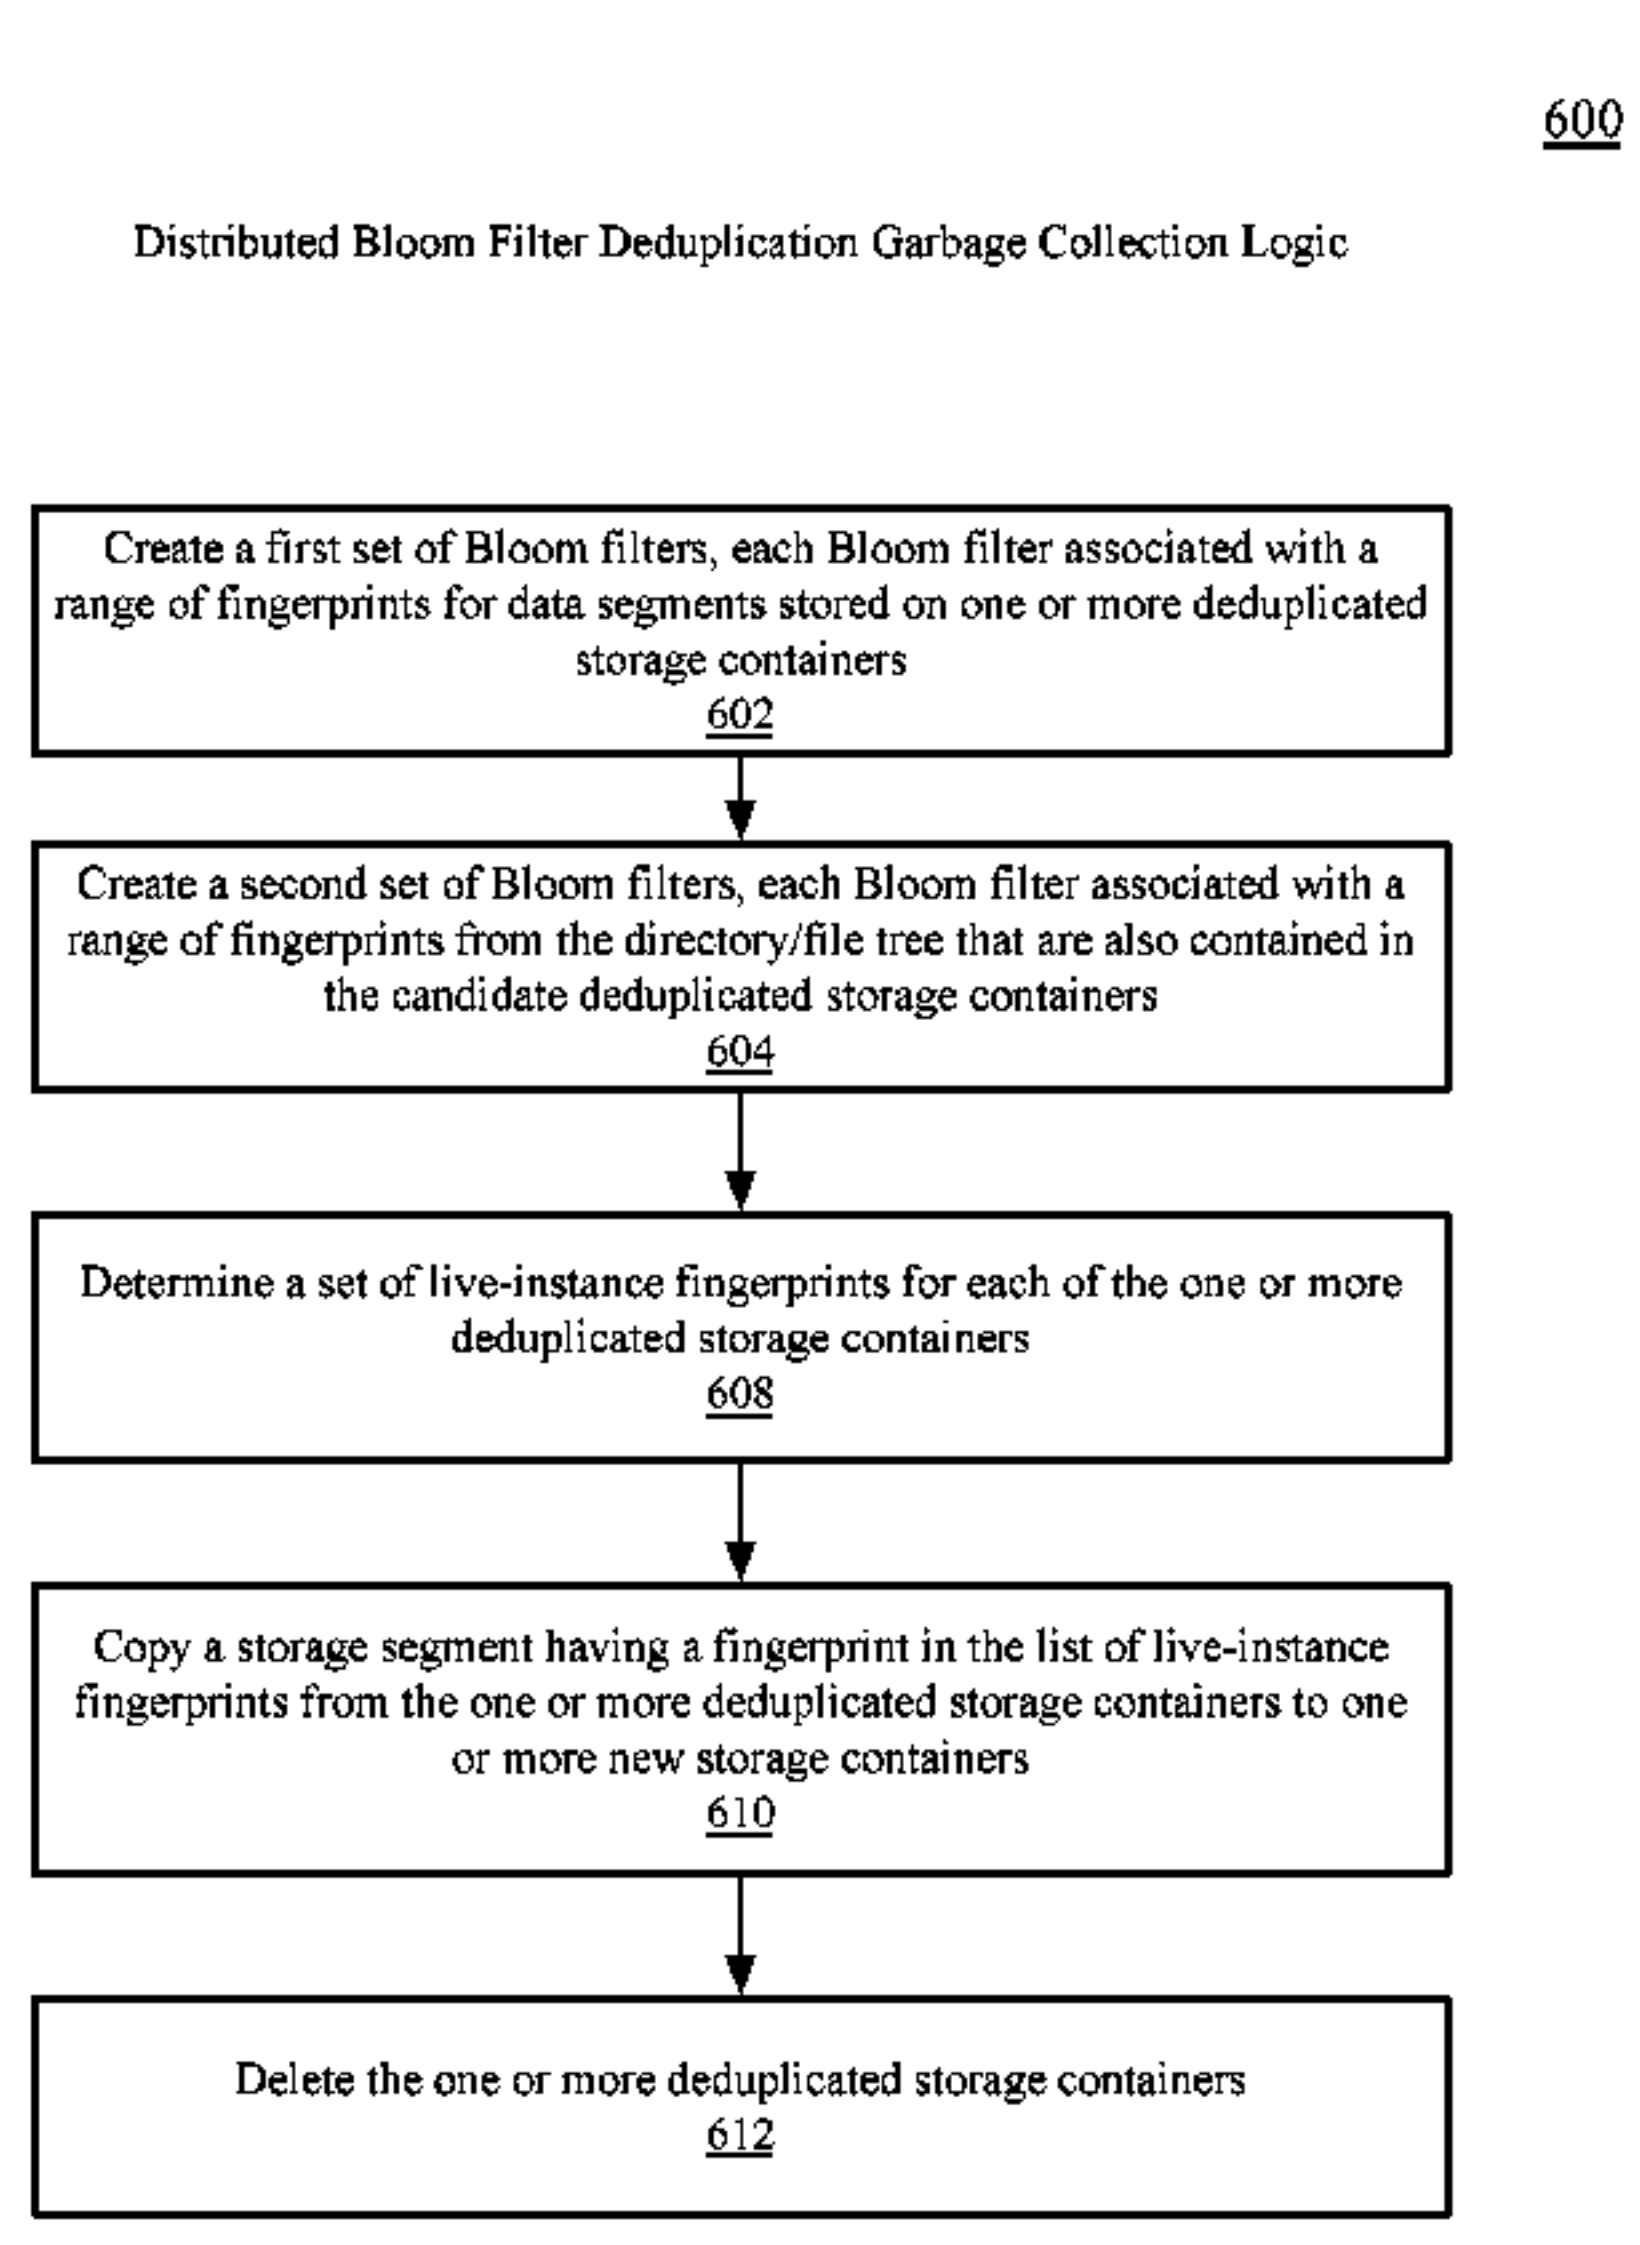 600
Distributed Bloom Filter Deduplication Garbage Collection Logic
Create a first set of Bloom filters, each Bloom filter associated with a
range of fingerprints for data segments stored on one or more deduplicated
storage containers
602
Create a second set of Bloom filters, each Bloom filter associated with a
range of fingerprints from the directory/file tree that are also contained in
the candidate deduplicated storage containers
604
Determine a set of live-instance fingerprints for each of the one or more
deduplicated storage containers
608
Copy a storage segment having a fingerprint in the list of live-instance
fingerprints from the one or more deduplicated storage containers to one
or more new storage containers
610
Delete the one or more deduplicated storage containers
612